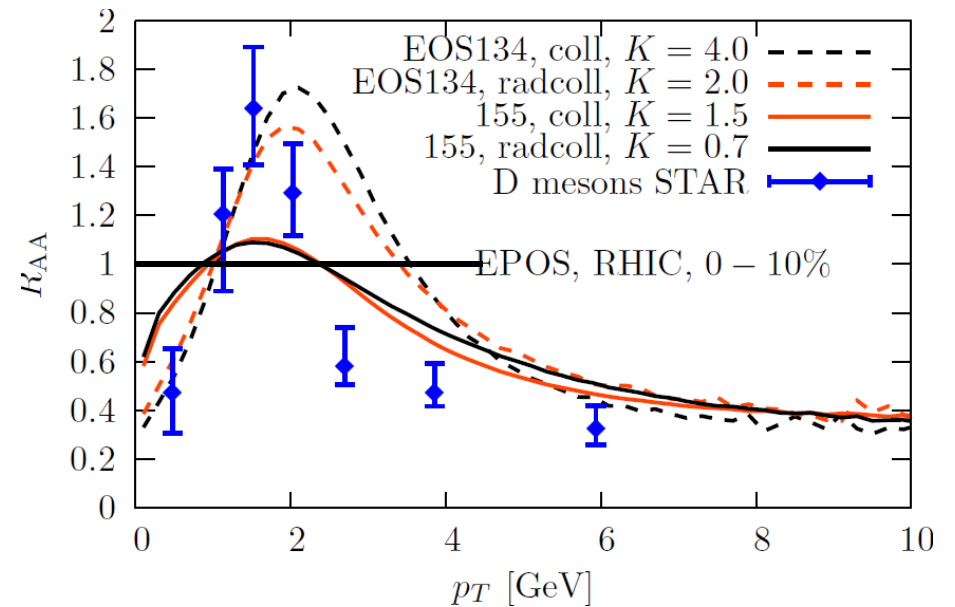 2
1.8
1.6
1.4
1.2
1
0.8
0.6
0.4
0.2
0
R_AA
EOS134, coll, K = 4.0
EOS134, radcoll, K = 2.0
155, coll, K = 1.5
155, radcoll, K = 0.7
D mesons STAR
EPOS, RHIC, 0 − 10%
0 2 4 6 8 10
p_T [GeV]